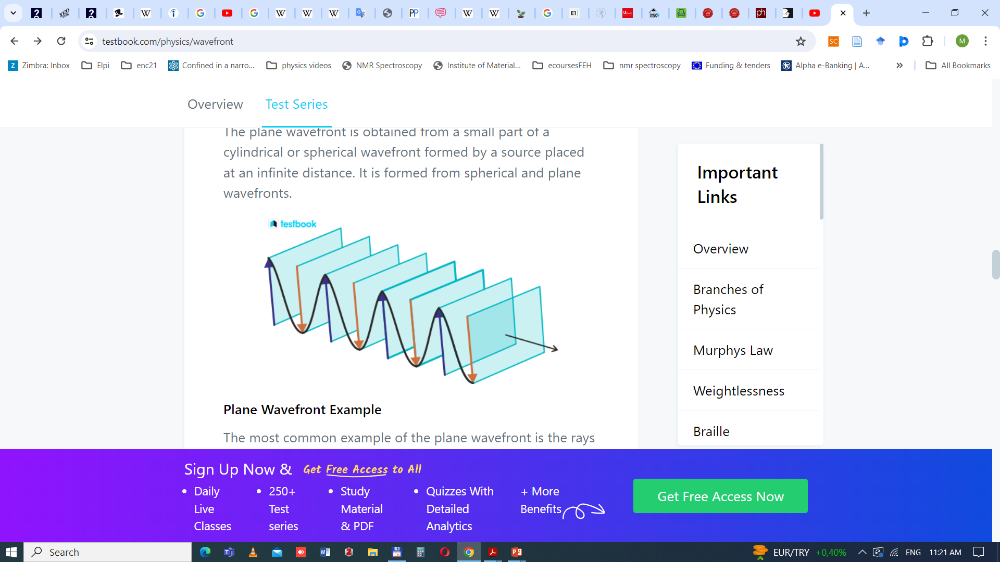 testbook.com/physics/wavefront
M
Zimbra: Inbox
Elpi
enc21
Confined in a narro...
physics videos
NMR Spectroscopy
Institute of Material...
ecoursesFEH
nmr spectroscopy
Funding & tenders
Alpha e-Banking | A...
All Bookmarks
Overview
Test Series
The plane wavefront is obtained from a small part of a
cylindrical or spherical wavefront formed by a source placed
at an infinite distance. It is formed from spherical and plane
wavefronts.
testbook
Plane Wavefront Example
The most common example of the plane wavefront is the rays
Important
Links
Overview
Branches of
Physics
Murphys Law
Weightlessness
Braille
Sign Up Now & Get Free Access to All
Daily
Live
Classes
250+
Test
series
Study
Material
& PDF
Quizzes With
Detailed
Analytics
+ More
Benefits
Get Free Access Now
Search
EUR/TRY +0,40%
ENG
11:21 AM